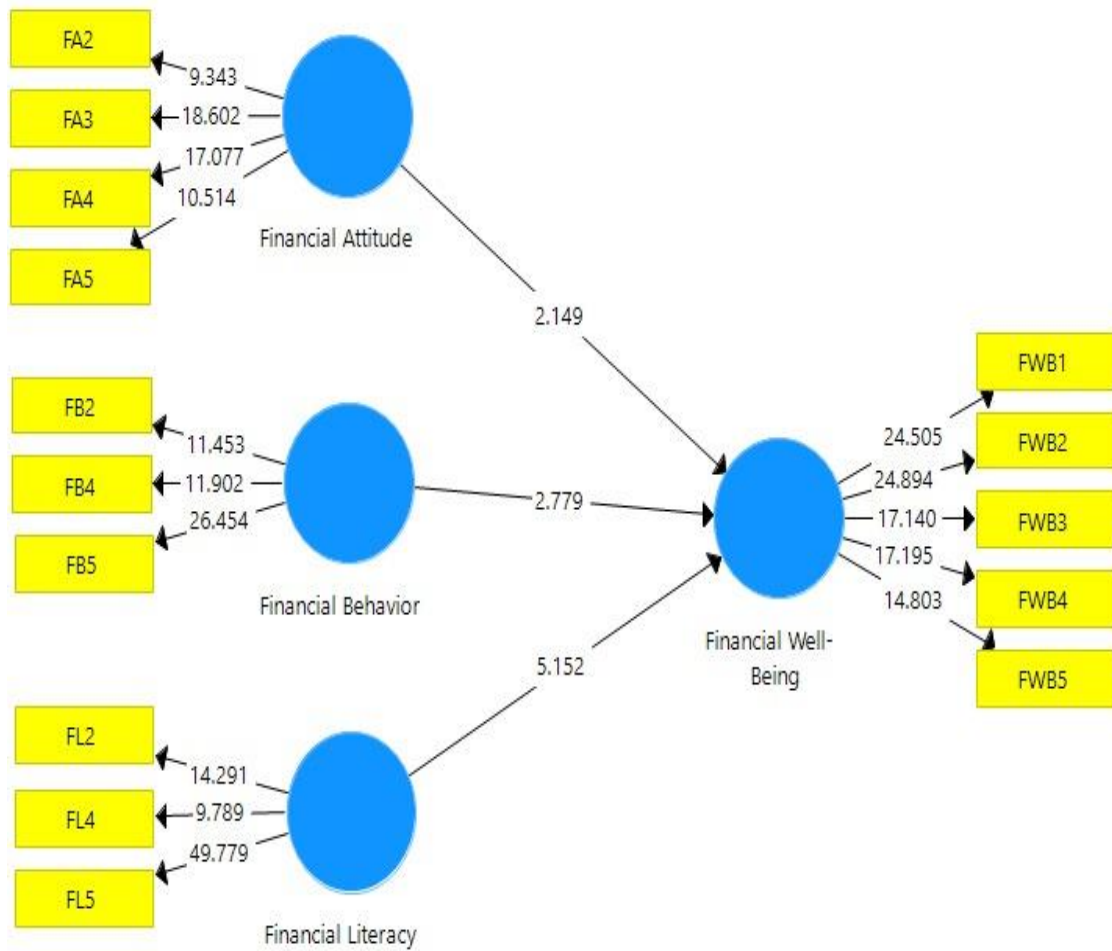 FA2
9.343
FA3
18.602
FA4
17.077
FA5
10.514
Financial Attitude
2.149
FB2
11.453
FB4
11.902
FB5
26.454
Financial Behavior
2.779
FL2
14.291
FL4
9.789
FL5
49.779
Financial Literacy
5.152
Financial Well-
Being
FWB1
24.505
FWB2
24.894
FWB3
17.140
FWB4
17.195
FWB5
14.803